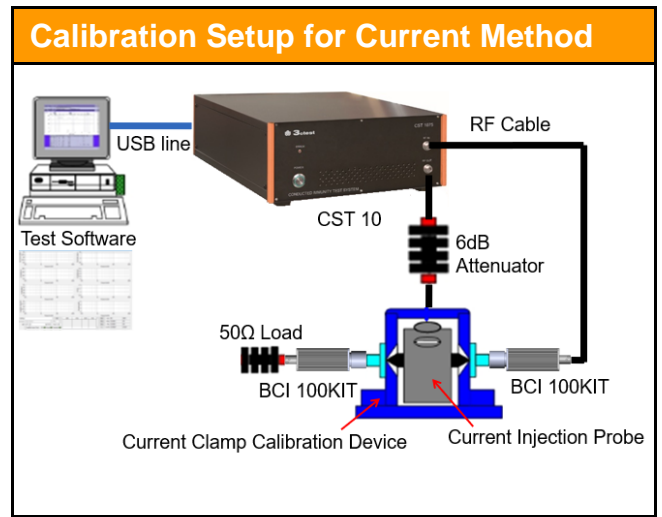 Calibration Setup for Current Method
3ctest
RF Cable
USB line
CST 10
Test Software
6dB
Attenuator
50Ω Load
BCI 100KIT
BCI 100KIT
Current Clamp Calibration Device
Current Injection Probe